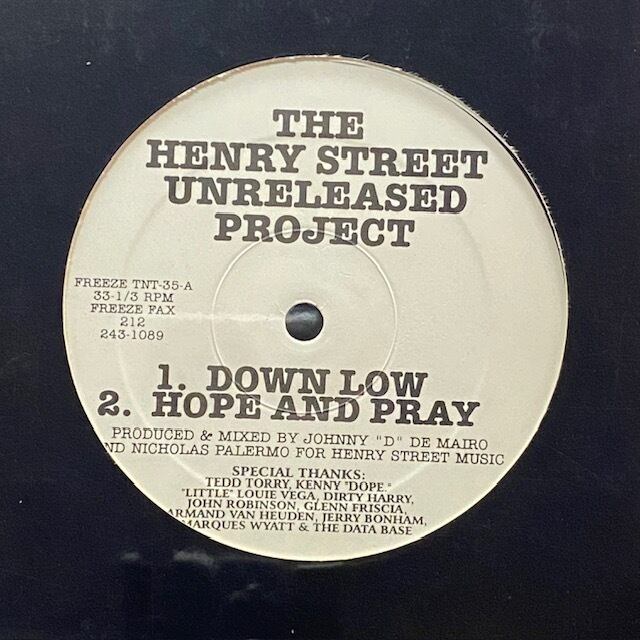 THE
HENRY STREET
UNRELEASED
PROJECT
FREEZE TNT-35-A
33-1/3 RPM
FREEZE FAX
212
243-1089
1. DOWN LOW
2. HOPE AND PRAY
PRODUCED & MIXED BY JOHNNY "D" DE MAIRO
ND NICHOLAS PALERMO FOR HENRY STREET MUSIC
SPECIAL THANKS:
TEDD TORRY, KENNY "DOPE "
"LITTLE" LOUIE VEGA, DIRTY HARRY,
JOHN ROBINSON, GLENN FRISCIA,
ARMAND VAN HEUDEN, JERRY BONHAM,
MARQUES WYATT & THE DATA BASE